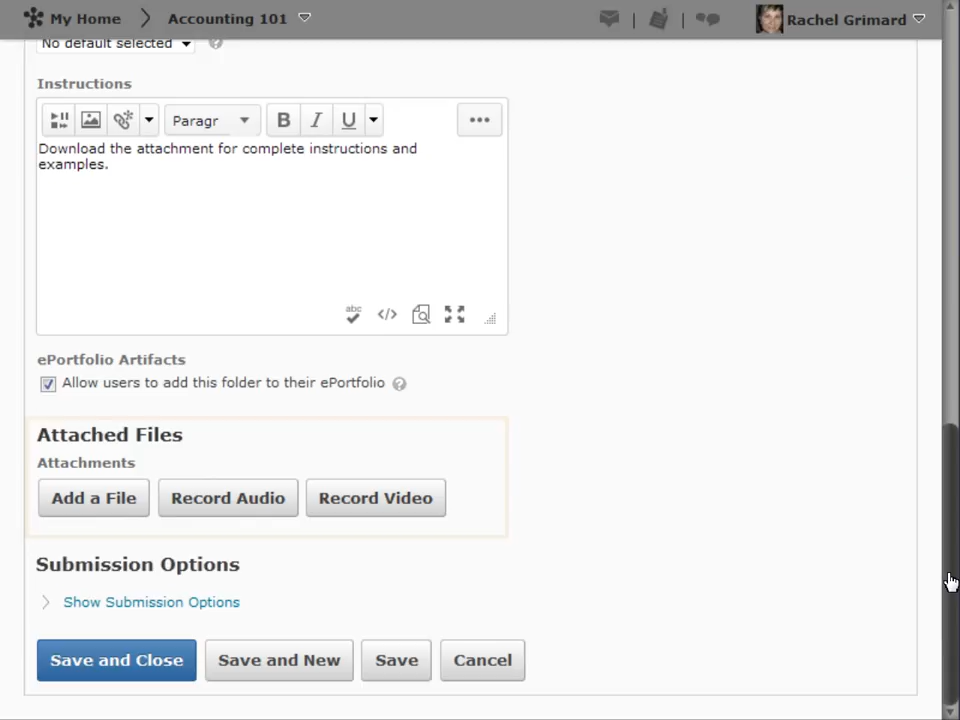 My Home
Accounting 101
Rachel Grimard
No default selected
Instructions
Paragr
B I U
Download the attachment for complete instructions and
examples.
abc
</>
ePortfolio Artifacts
Allow users to add this folder to their ePortfolio
Attached Files
Attachments
Add a File
Record Audio
Record Video
Submission Options
Show Submission Options
Save and Close
Save and New
Save
Cancel